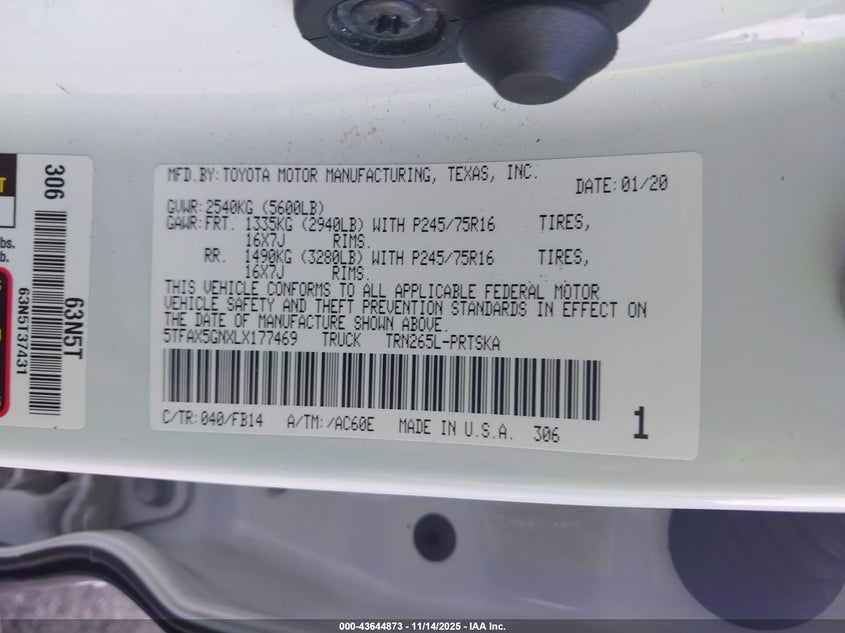 MFD.BY:TOYOTA MOTOR MANUFACTURING, TEXAS, INC.
DATE:01/20
GVWR:2540KG (5600LB)
GAWR:FRT. 1335KG (2940LB) WITH P245/75R16 TIRES,
16X7J RIMS.
RR. 1490KG (3280LB) WITH P245/75R16 TIRES,
16X7J RIMS.
THIS VEHICLE CONFORMS TO ALL APPLICABLE FEDERAL MOTOR
VEHICLE SAFETY AND THEFT PREVENTION STANDARDS IN EFFECT ON
THE DATE OF MANUFACTURE SHOWN ABOVE.
5TFAX5GNXLX177469 TRUCK TRN265L-PRTSKA
C/TR:040/FB14 A/TM:/AC60E MADE IN U.S.A. 306
1
306
63N5T
63N5T37431
bs.
b.
000-43644873 — 11/14/2025 — IAA Inc.